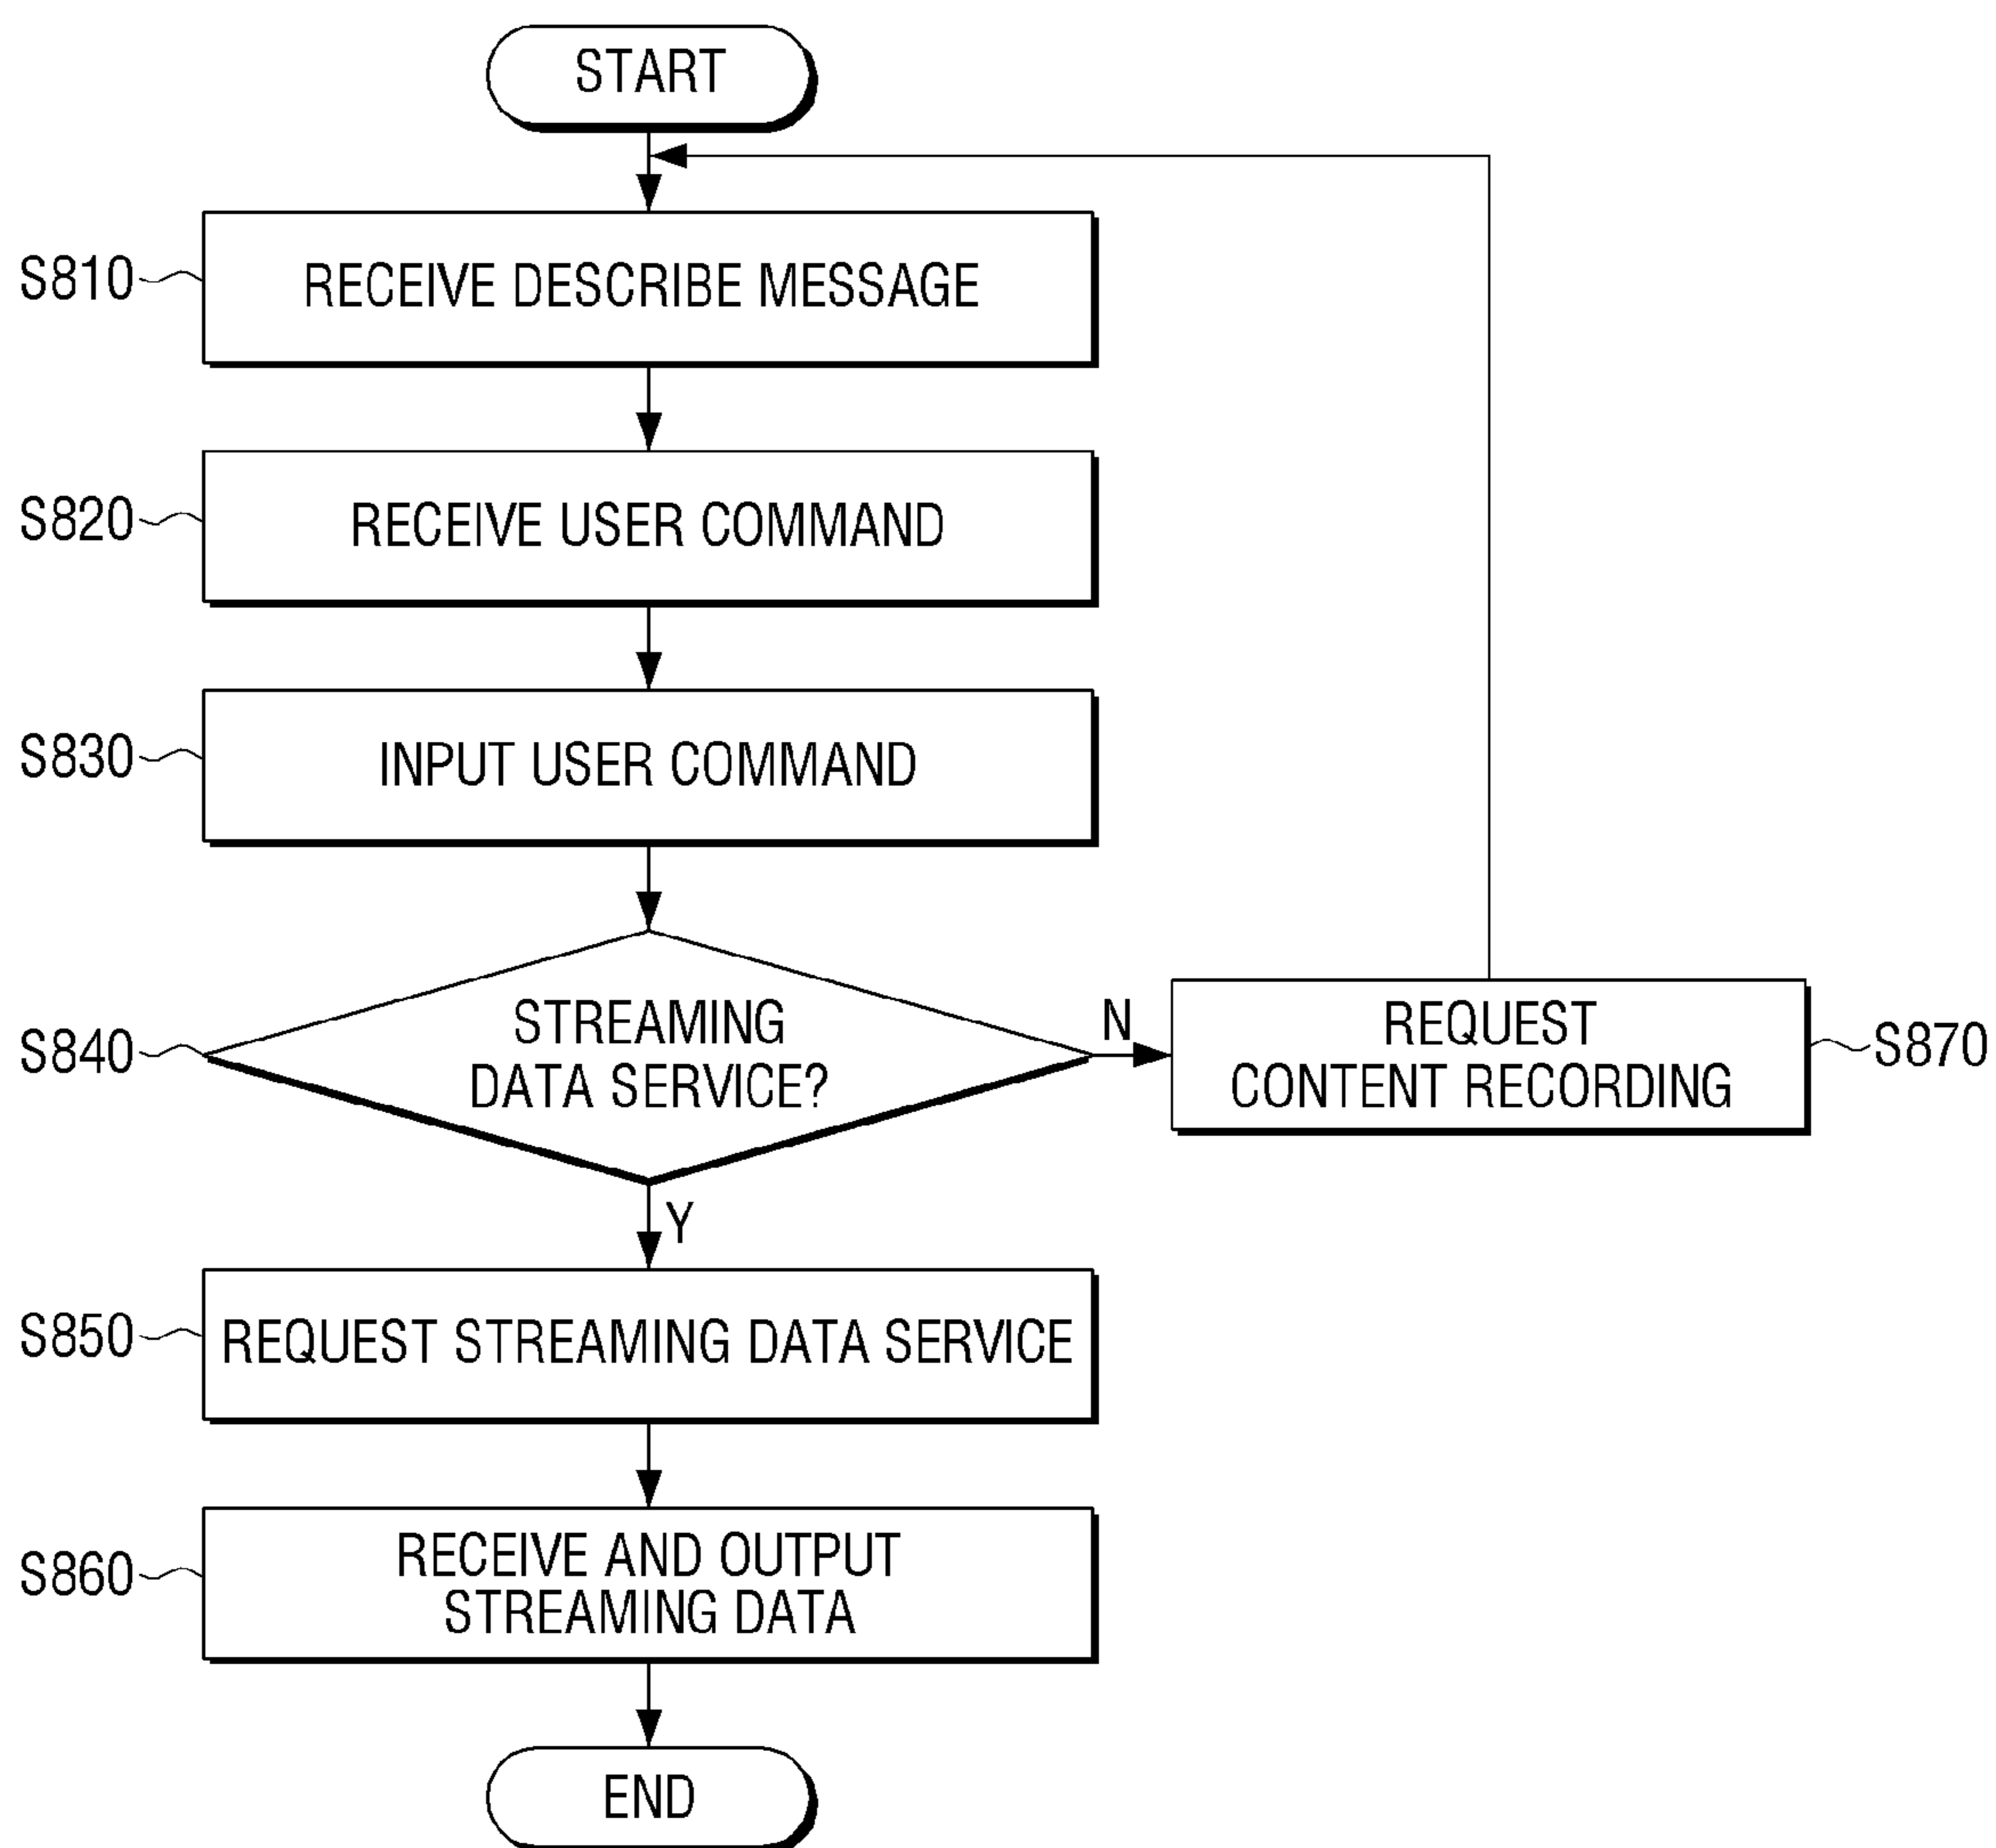 START
S810
RECEIVE DESCRIBE MESSAGE
S820
RECEIVE USER COMMAND
S830
INPUT USER COMMAND
S840
STREAMING
DATA SERVICE?
N
REQUEST
CONTENT RECORDING
S870
Y
S850
REQUEST STREAMING DATA SERVICE
S860
RECEIVE AND OUTPUT
STREAMING DATA
END